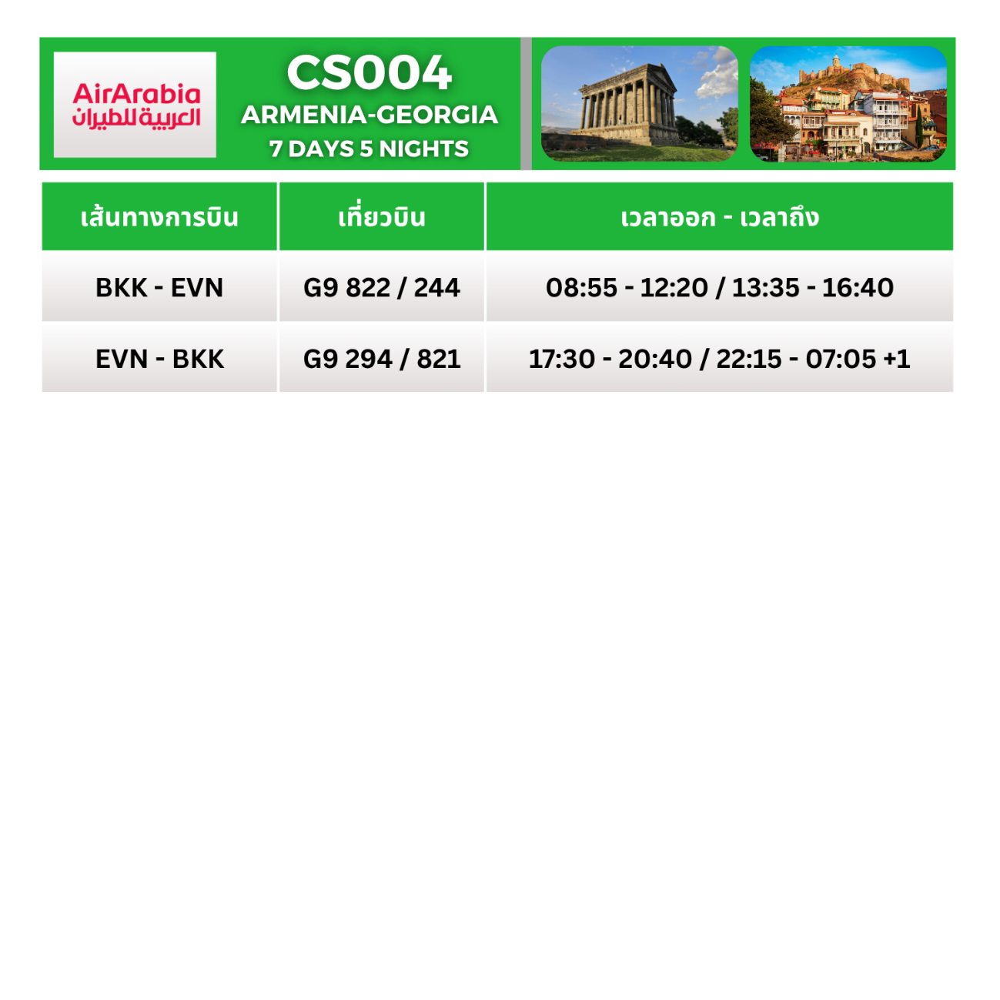 AirArabia
العربية للطيران
CS004
ARMENIA-GEORGIA
7 DAYS 5 NIGHTS
เส้นทางการบิน เที่ยวบิน เวลาออก - เวลาถึง
BKK - EVN G9 822 / 244 08:55 - 12:20 / 13:35 - 16:40
EVN - BKK G9 294 / 821 17:30 - 20:40 / 22:15 - 07:05 +1